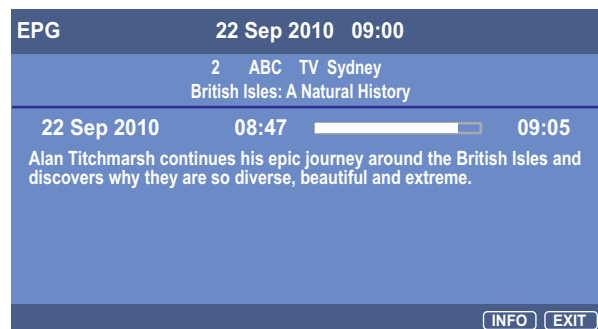 EPG 22 Sep 2010 09:00
2 ABC TV Sydney
British Isles: A Natural History
22 Sep 2010 08:47 09:05
Alan Titchmarsh continues his epic journey around the British Isles and
discovers why they are so diverse, beautiful and extreme.
INFO EXIT